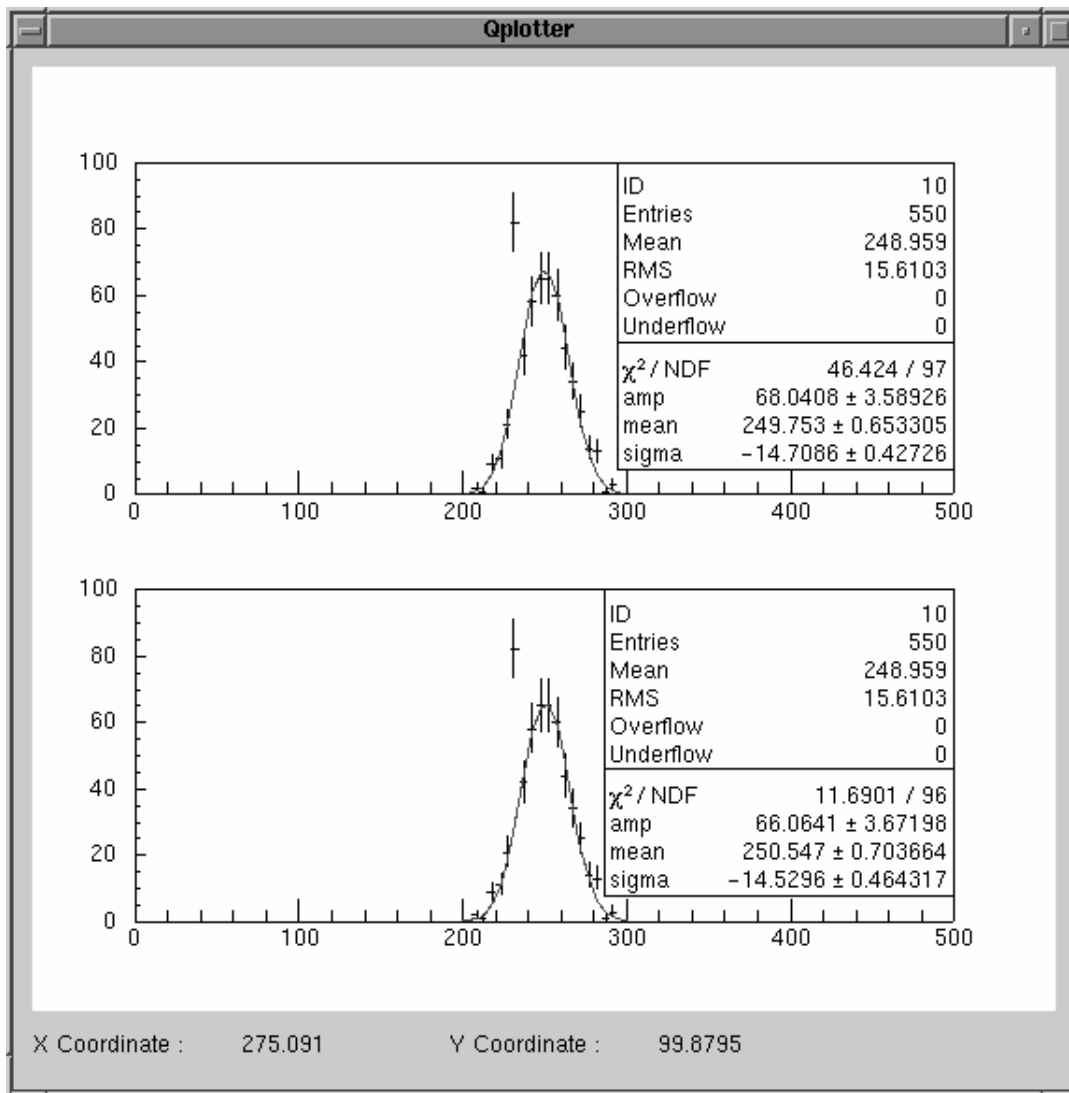 Qplotter
100
80
60
40
20
0
0 100 200 300 400 500
ID 10
Entries 550
Mean 248.959
RMS 15.6103
Overflow 0
Underflow 0
χ²/ NDF 46.424 / 97
amp 68.0408 ± 3.58926
mean 249.753 ± 0.653305
sigma −14.7086 ± 0.42726
100
80
60
40
20
0
0 100 200 300 400 500
ID 10
Entries 550
Mean 248.959
RMS 15.6103
Overflow 0
Underflow 0
χ²/ NDF 11.6901 / 96
amp 66.0641 ± 3.67198
mean 250.547 ± 0.703664
sigma −14.5296 ± 0.464317
X Coordinate : 275.091 Y Coordinate : 99.8795